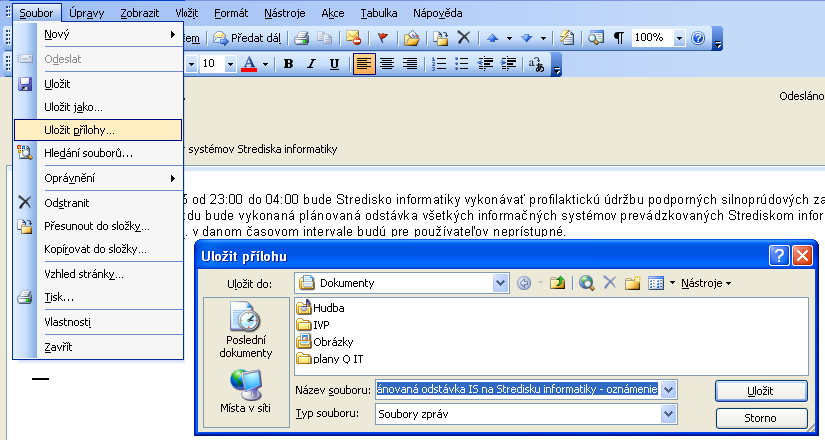 Soubor Úpravy Zobrazit Vložit Formát Nástroje Akce Tabulka Nápověda
Nový
Předat dál
100%
Odeslat
10 B I U
Uložit
Uložit jako...
Odesláno
Uložit přílohy...
Hledání souborů...
systémov Strediska informatiky
Oprávnění
Odstranit
od 23:00 do 04:00 bude Stredisko informatiky vykonávať profilaktickú údržbu podporných silnoprúdových za
Přesunout do složky...
du bude vykonaná plánovaná odstávka všetkých informačných systémov prevádzkovaných Strediskom infor
v danom časovom intervale budú pre používateľov neprístupné.
Kopírovat do složky...
Vzhled stránky...
Tisk...
Vlastnosti
Zavřít
Uložit přílohu
Uložit do: Dokumenty Nástroje
Poslední dokumenty
Místa v síti
Hudba
IVP
Obrázky
plany Q IT
Název souboru: ánovaná odstávka IS na Stredisku informatiky - oznámenie Uložit
Typ souboru: Soubory zpráv Storno